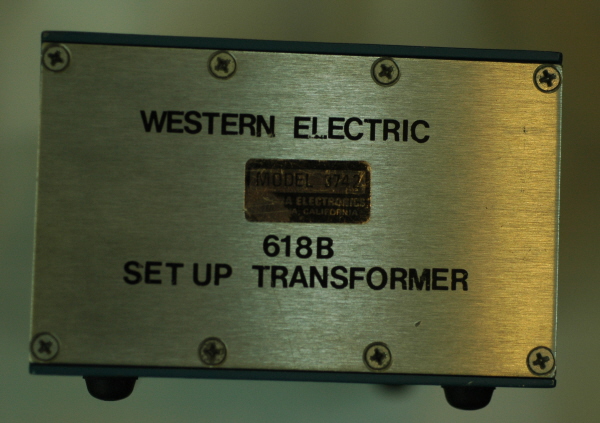 WESTERN ELECTRIC
MODEL
ELECTRONICS
CALIFORNIA
618B
SET UP TRANSFORMER